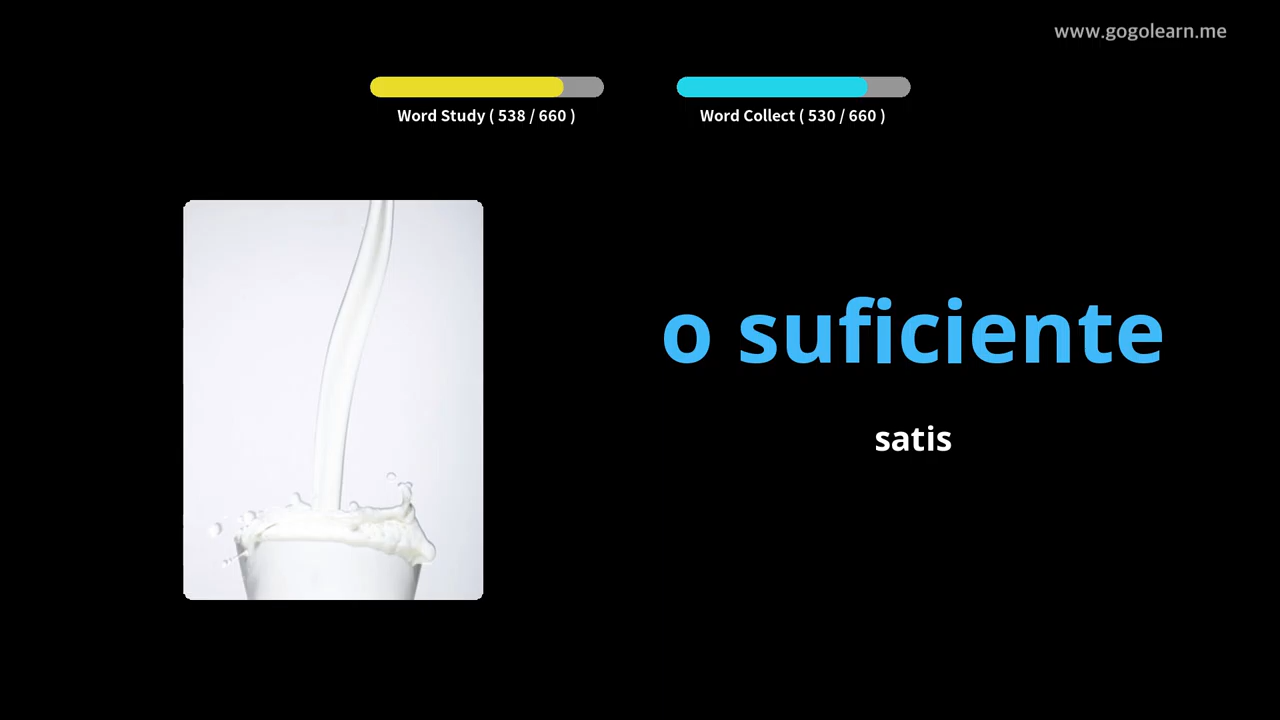 www.gogolearn.me
Word Study ( 538 / 660 )
Word Collect ( 530 / 660 )
o suficiente
satis